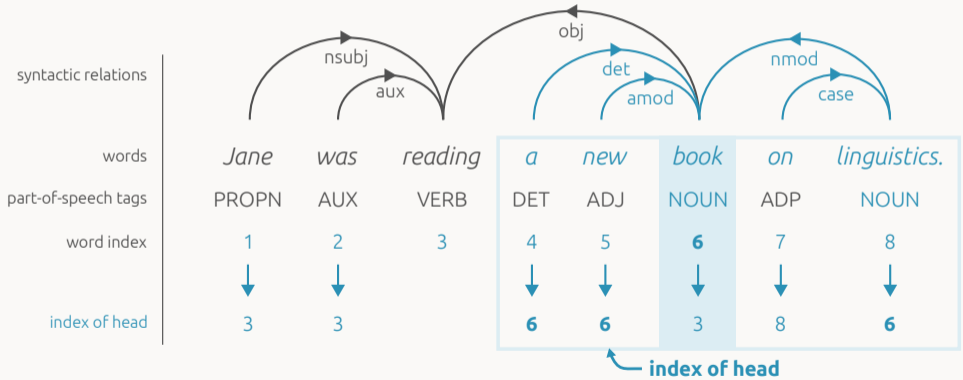 obj
nsubj det nmod
syntactic relations
aux amod case
words Jane was reading a new book on linguistics.
part-of-speech tags PROPN AUX VERB DET ADJ NOUN ADP NOUN
word index 1 2 3 4 5 6 7 8
index of head 3 3 6 6 3 8 6
index of head